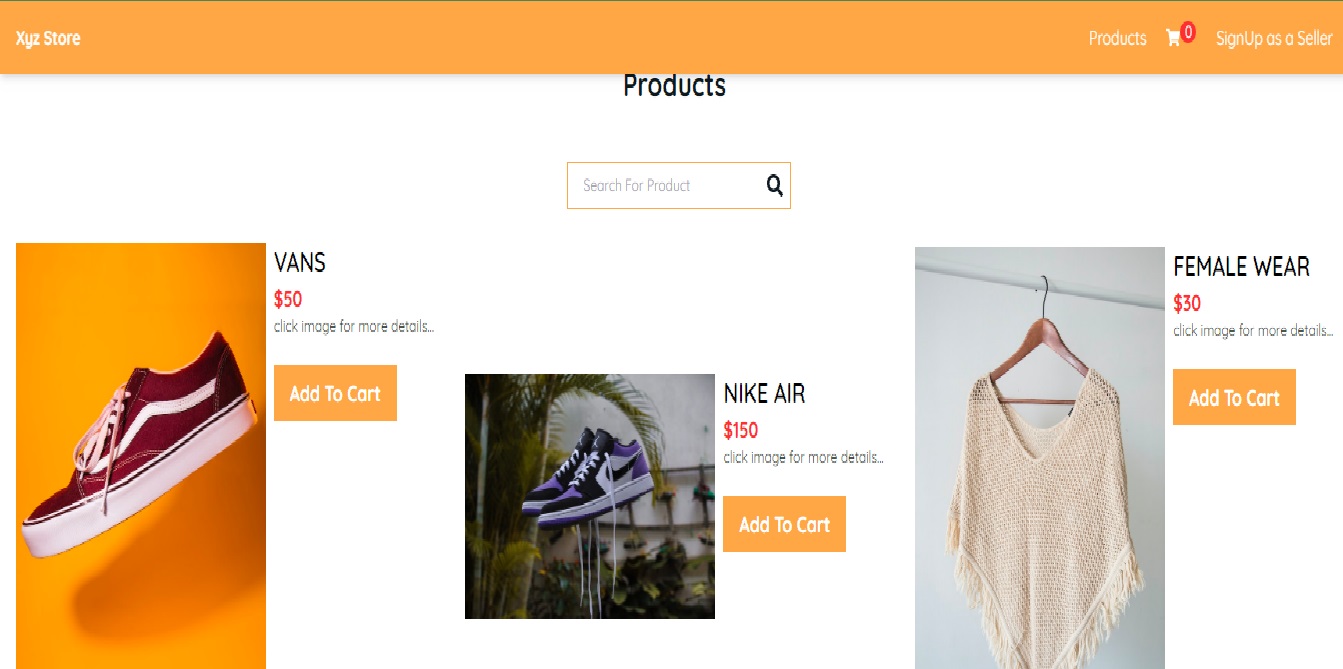 Xyz Store
Products
0
SignUp as a Seller
Products
Search For Product
VANS
$50
click image for more details...
Add To Cart
NIKE AIR
$150
click image for more details...
Add To Cart
FEMALE WEAR
$30
click image for more details...
Add To Cart